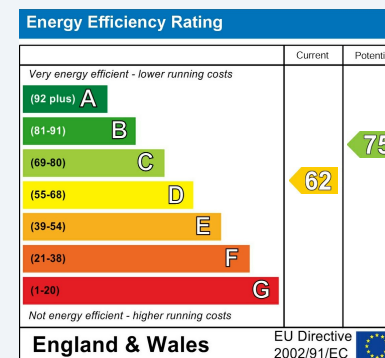 Energy Efficiency Rating
Current Potenti
Very energy efficient - lower running costs
(92 plus) A
(81-91) B
(69-80) C
(55-68) D
(39-54) E
(21-38) F
(1-20) G
62
75
Not energy efficient - higher running costs
England & Wales
EU Directive
2002/91/EC